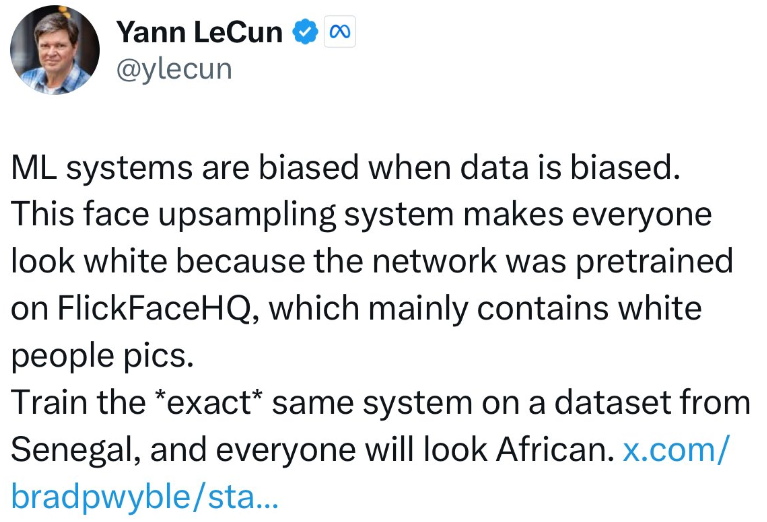 Yann LeCun
@ylecun
ML systems are biased when data is biased.
This face upsampling system makes everyone
look white because the network was pretrained
on FlickFaceHQ, which mainly contains white
people pics.
Train the *exact* same system on a dataset from
Senegal, and everyone will look African. x.com/
bradpwyble/sta...